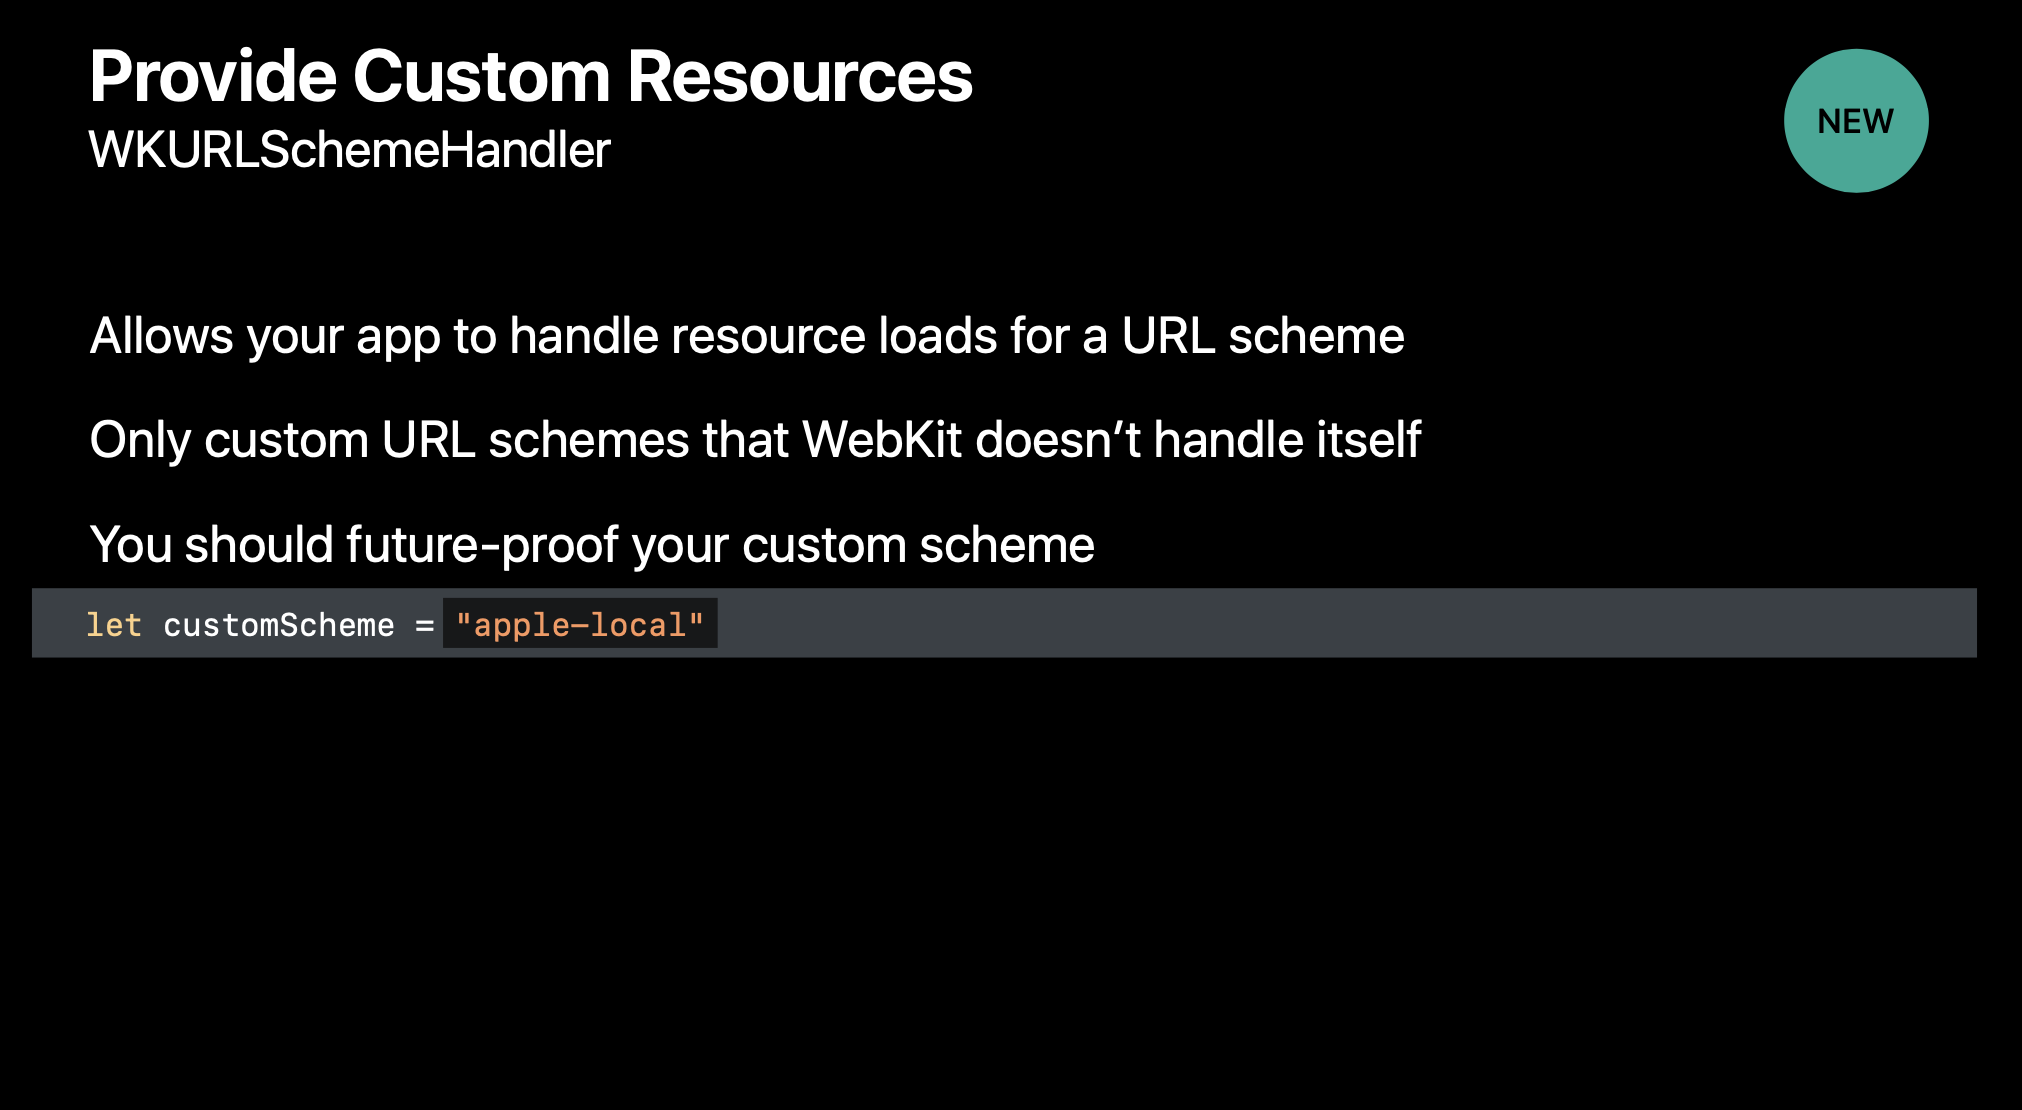 Provide Custom Resources
WKURLSchemeHandler
NEW
Allows your app to handle resource loads for a URL scheme
Only custom URL schemes that WebKit doesn’t handle itself
You should future-proof your custom scheme
let customScheme = "apple-local"